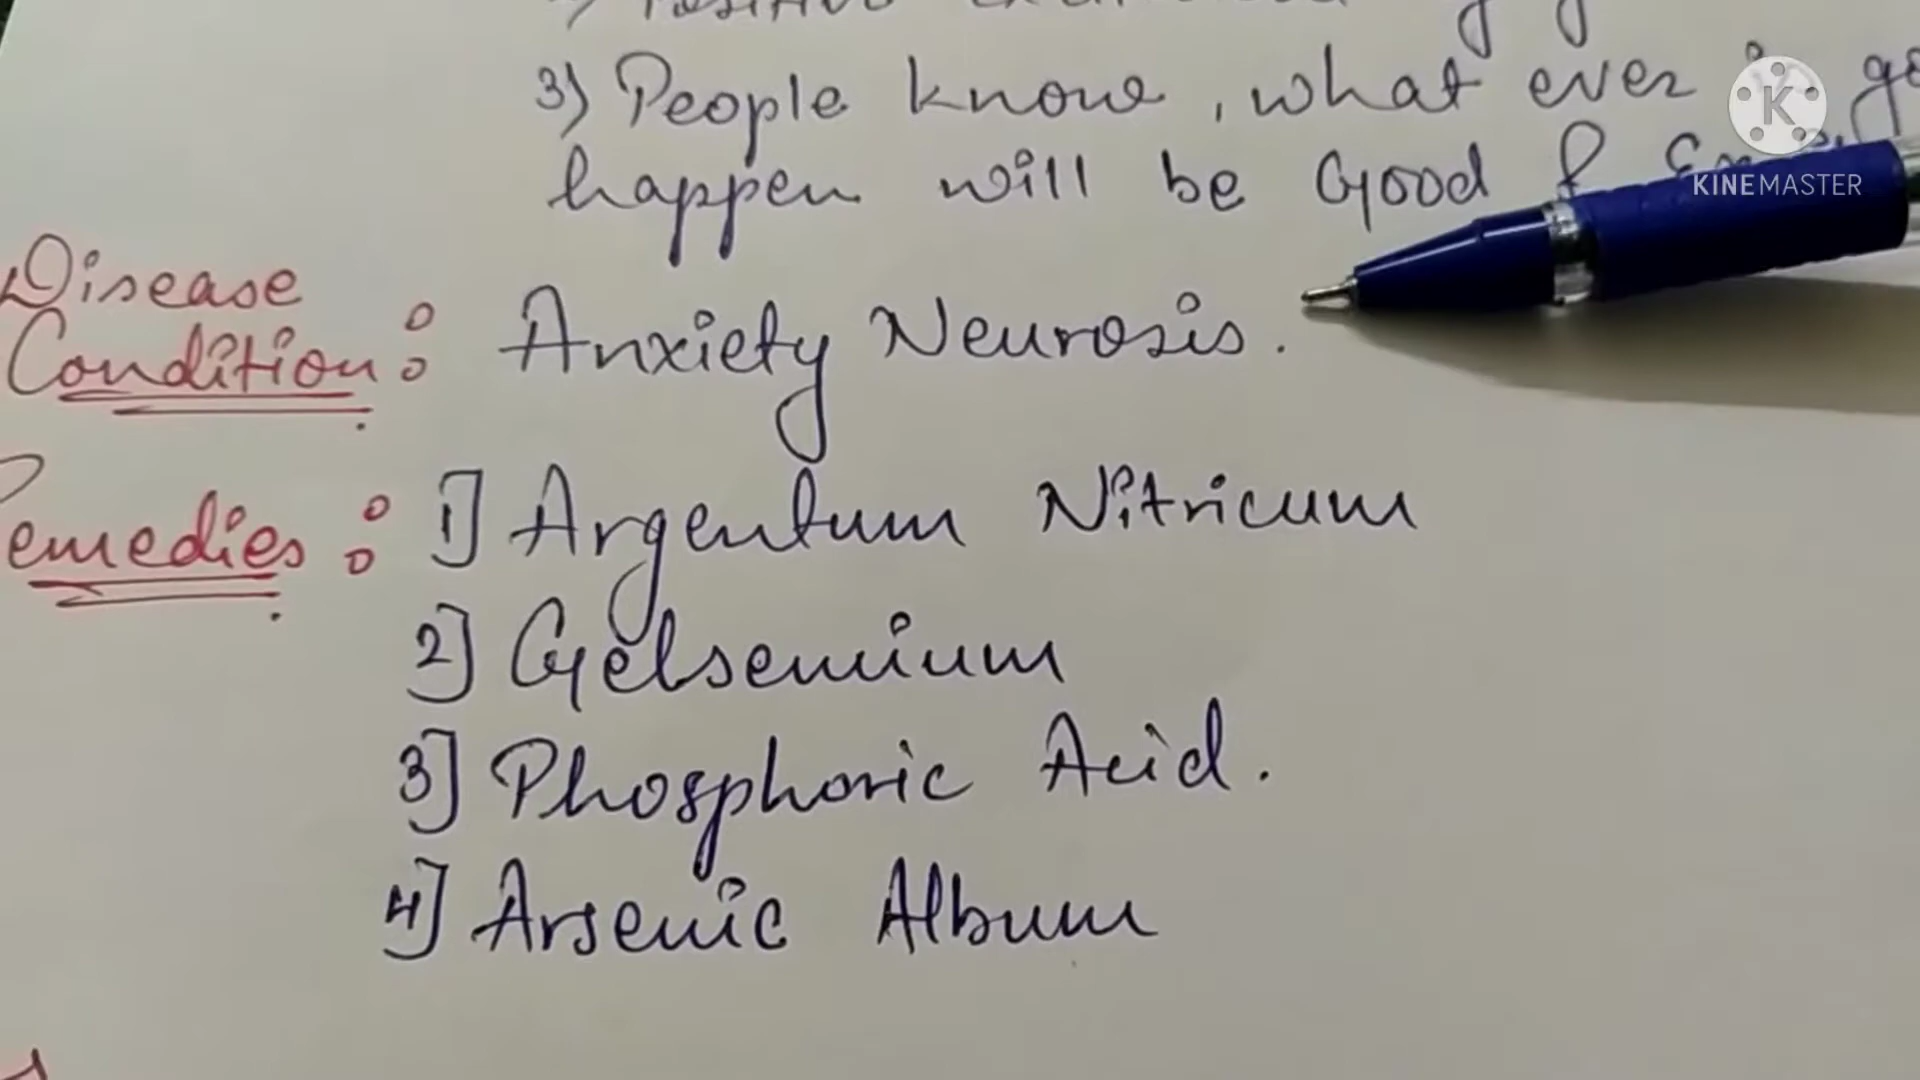 3) People know, what ever
happen will be Good &
Disease
Condition: Anxiety Neurosis.
Remedies: 1] Argentum Nitricum
2] Gelsemium
3] Phosphoric Acid.
4] Arsenic Album
KINEMASTER